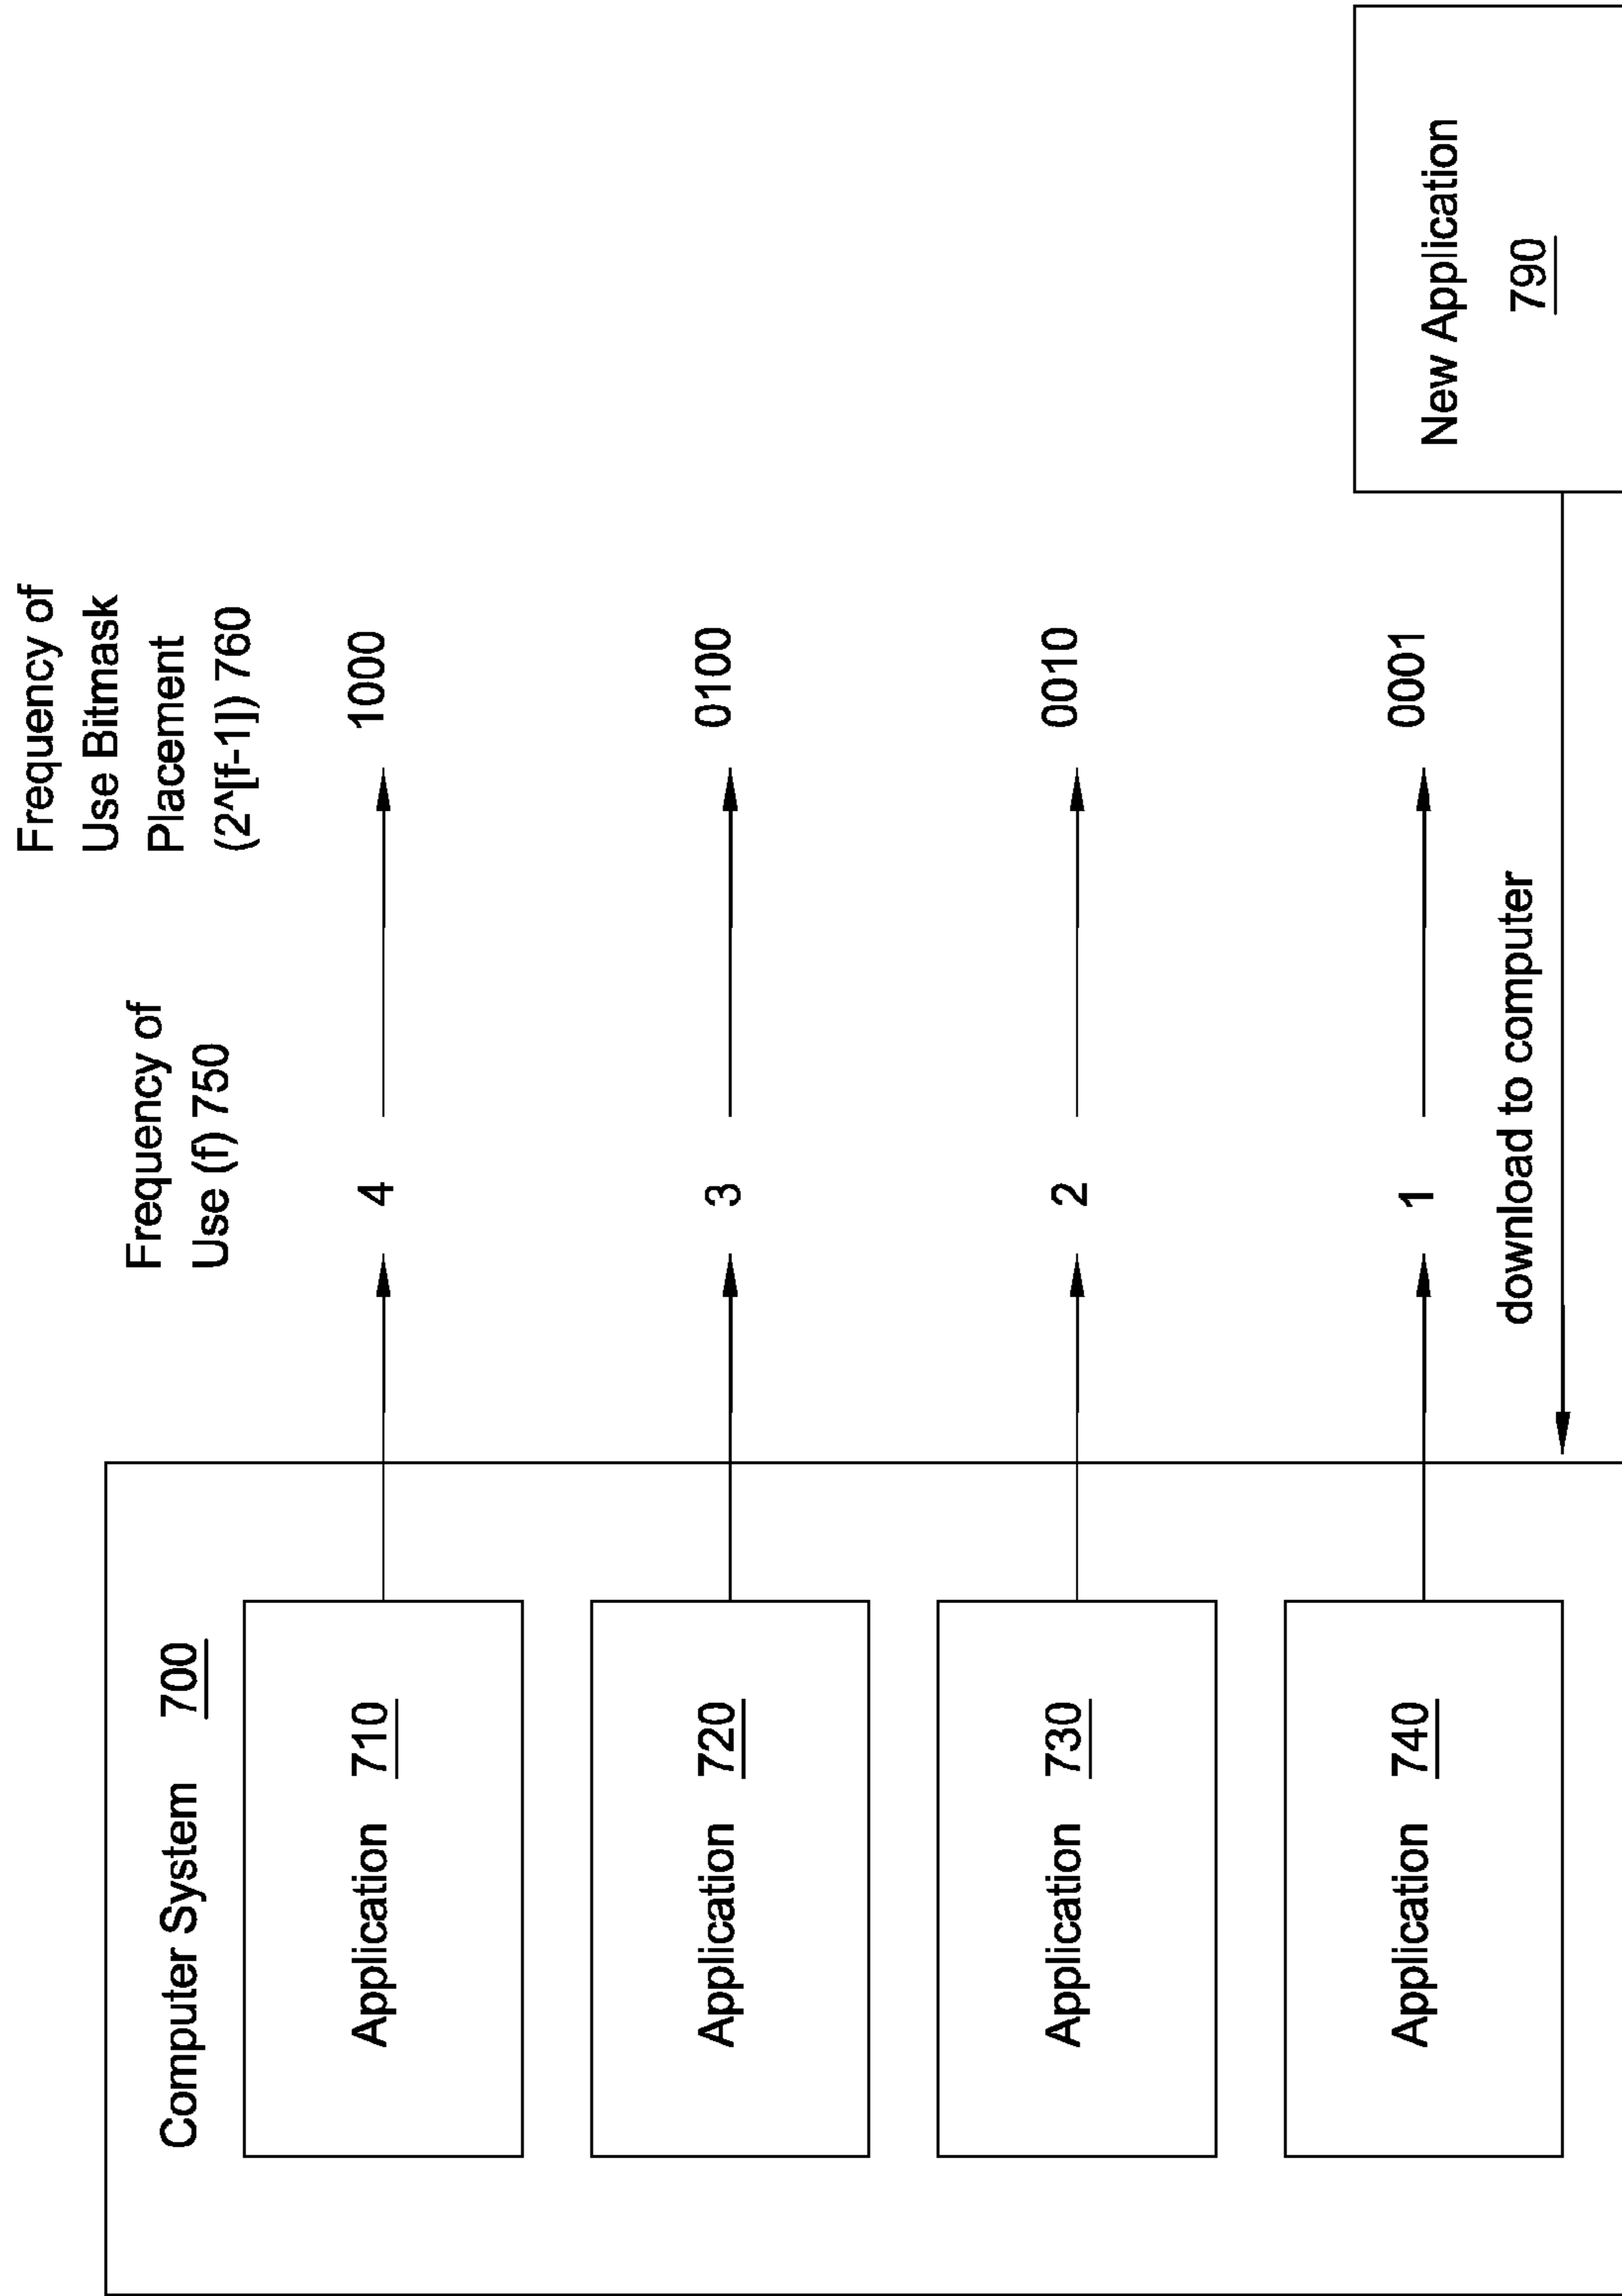 Frequency of
Use Bitmask
Placement
(2^[f-1]) 760
Frequency of
Use (f) 750
Computer System 700
Application 710
4
1000
Application 720
3
0100
Application 730
2
0010
Application 740
1
0001
download to computer
New Application
790